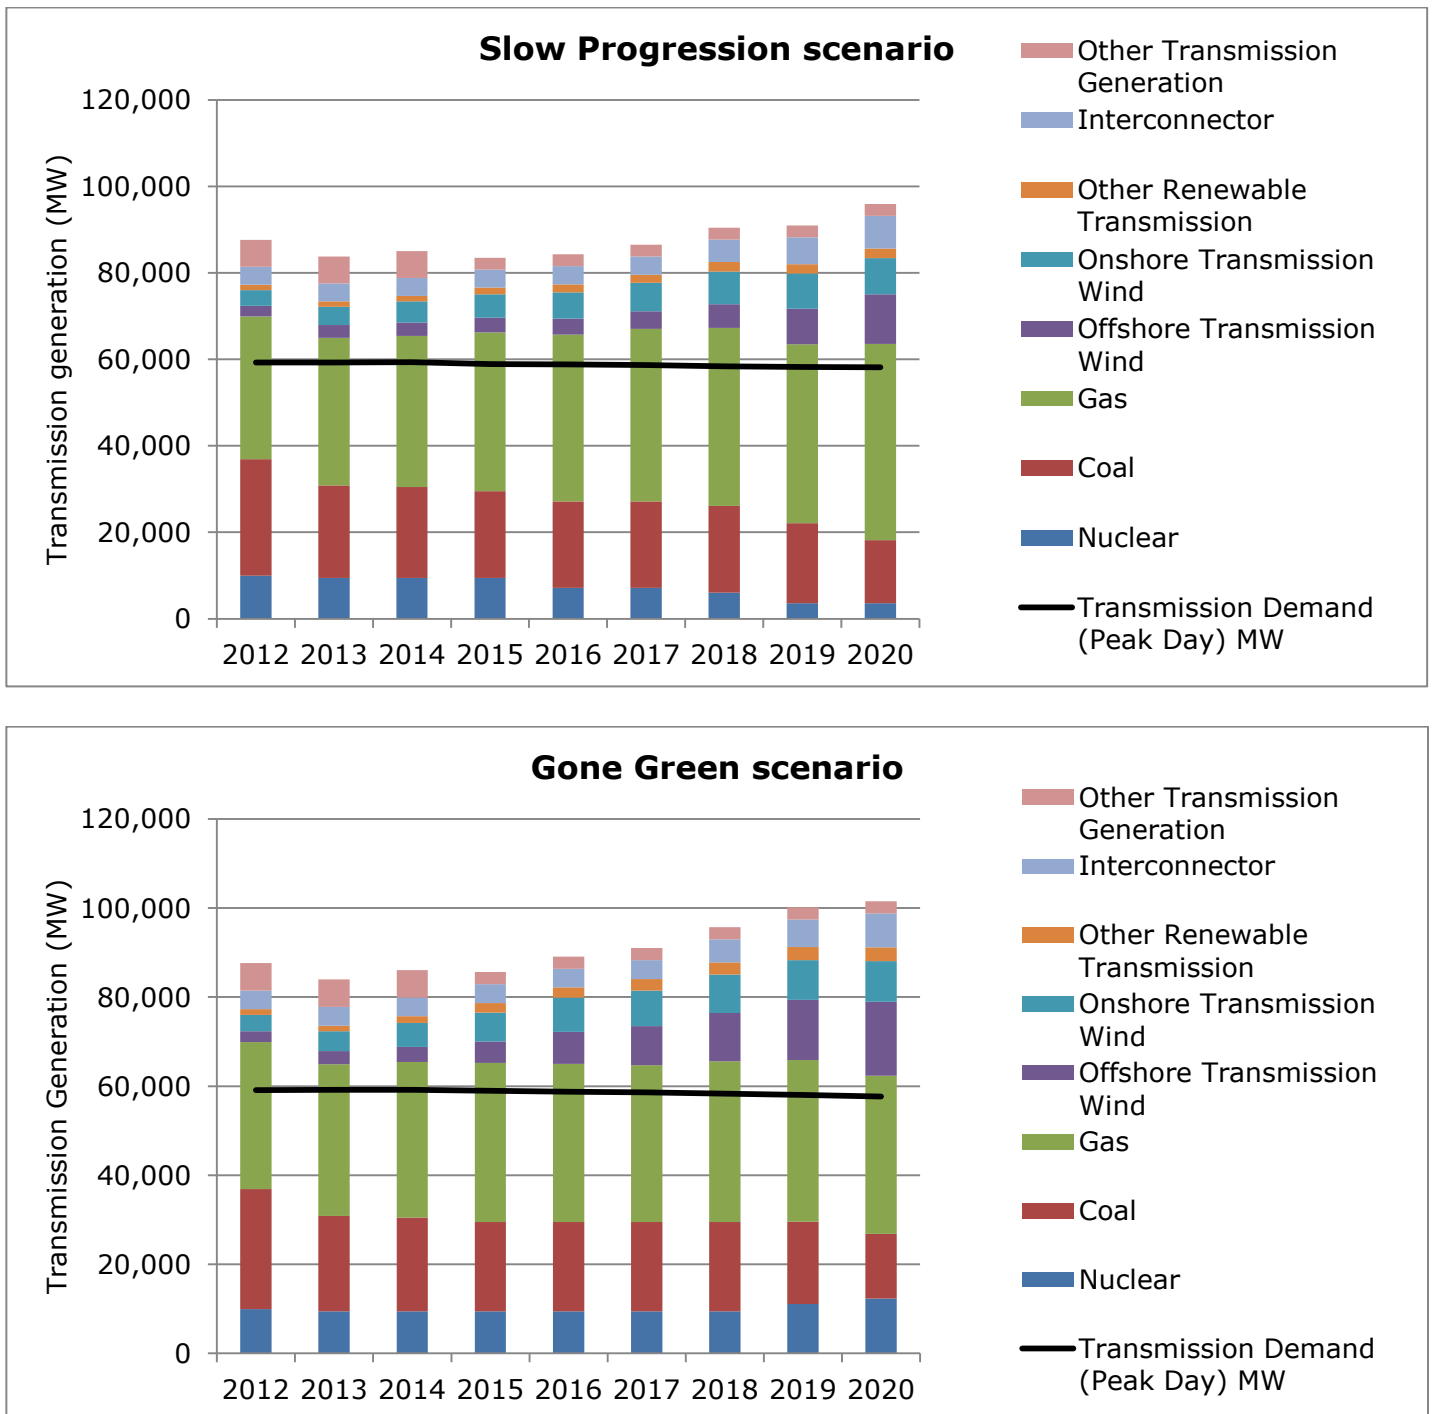 Slow Progression scenario
Transmission generation (MW)
120,000
100,000
80,000
60,000
40,000
20,000
0
2012 2013 2014 2015 2016 2017 2018 2019 2020
Other Transmission
Generation
Interconnector
Other Renewable
Transmission
Onshore Transmission
Wind
Offshore Transmission
Wind
Gas
Coal
Nuclear
Transmission Demand
(Peak Day) MW
Gone Green scenario
Transmission Generation (MW)
120,000
100,000
80,000
60,000
40,000
20,000
0
2012 2013 2014 2015 2016 2017 2018 2019 2020
Other Transmission
Generation
Interconnector
Other Renewable
Transmission
Onshore Transmission
Wind
Offshore Transmission
Wind
Gas
Coal
Nuclear
Transmission Demand
(Peak Day) MW